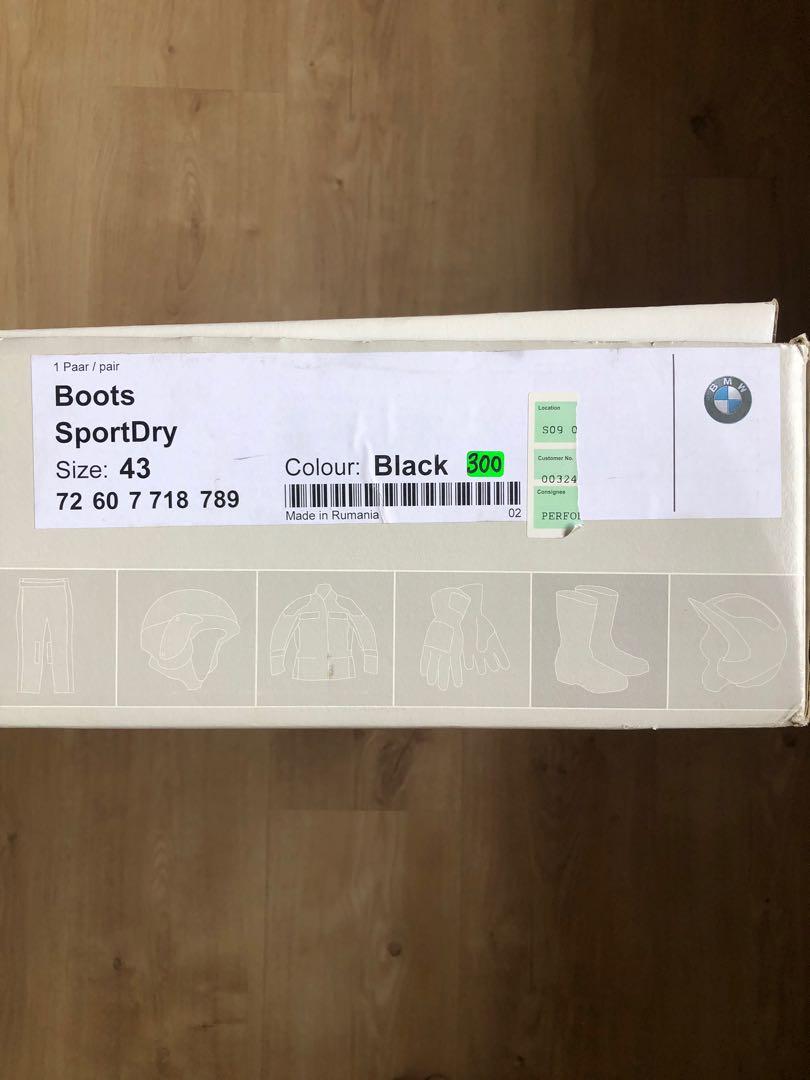 1 Paar / pair
Boots
SportDry
Size: 43
Colour: Black 300
72 60 7 718 789
Made in Rumania
02
Location
S09 0
Customer No.
00324
Consignee
PERFO
BMW